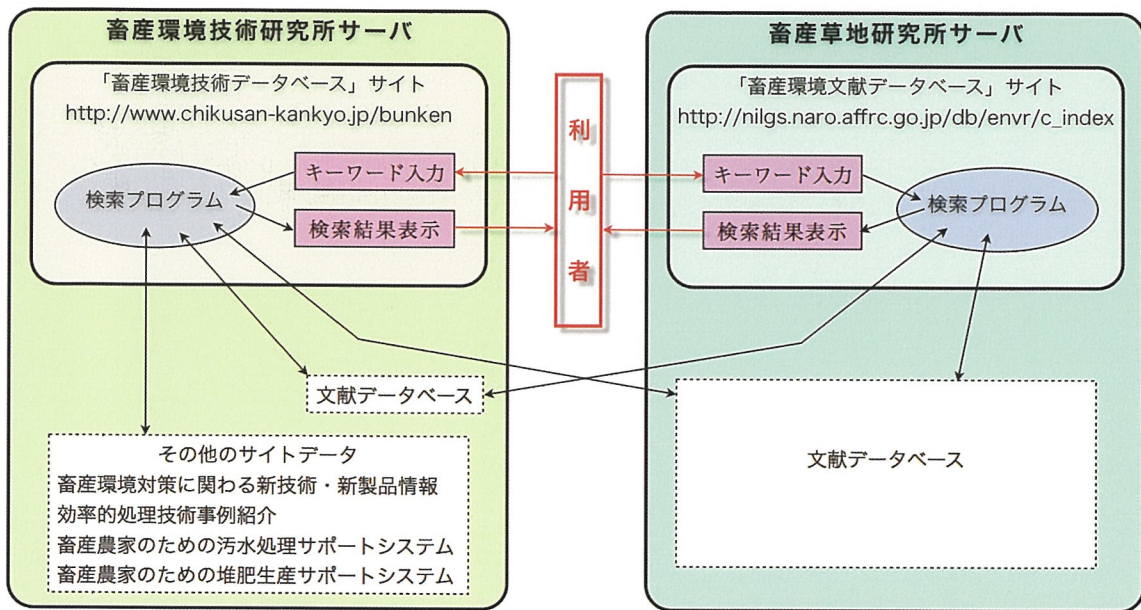 畜産環境技術研究所サーバ
「畜産環境技術データベース」サイト
http://www.chikusan-kankyo.jp/bunken
キーワード入力
検索プログラム
検索結果表示
文献データベース
その他のサイトデータ
畜産環境対策に関わる新技術・新製品情報
効率的処理技術事例紹介
畜産農家のための汚水処理サポートシステム
畜産農家のための堆肥生産サポートシステム
利用者
畜産草地研究所サーバ
「畜産環境文献データベース」サイト
http://nilgs.naro.affrc.go.jp/db/envr/c_index
キーワード入力
検索プログラム
検索結果表示
文献データベース